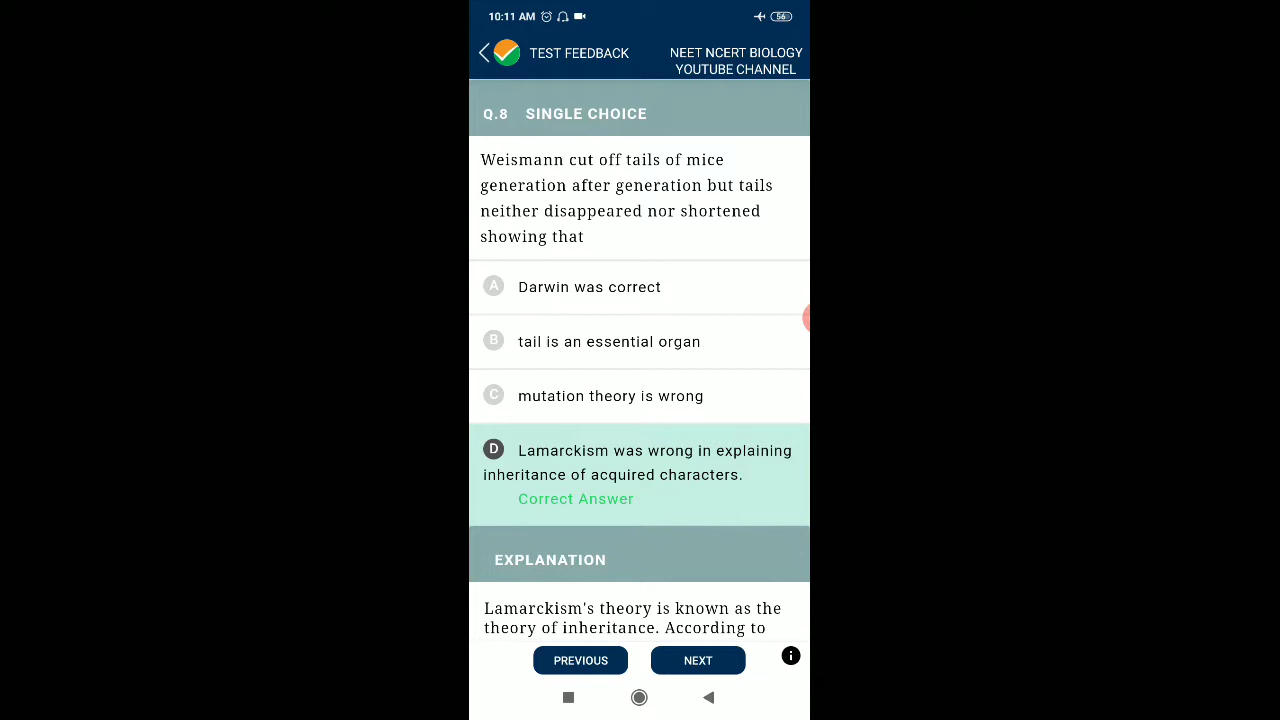 10:11 AM
56
TEST FEEDBACK
NEET NCERT BIOLOGY
YOUTUBE CHANNEL
Q.8 SINGLE CHOICE
Weismann cut off tails of mice
generation after generation but tails
neither disappeared nor shortened
showing that
A Darwin was correct
B tail is an essential organ
C mutation theory is wrong
D Lamarckism was wrong in explaining
inheritance of acquired characters.
Correct Answer
EXPLANATION
Lamarckism's theory is known as the
theory of inheritance. According to
PREVIOUS
NEXT
i